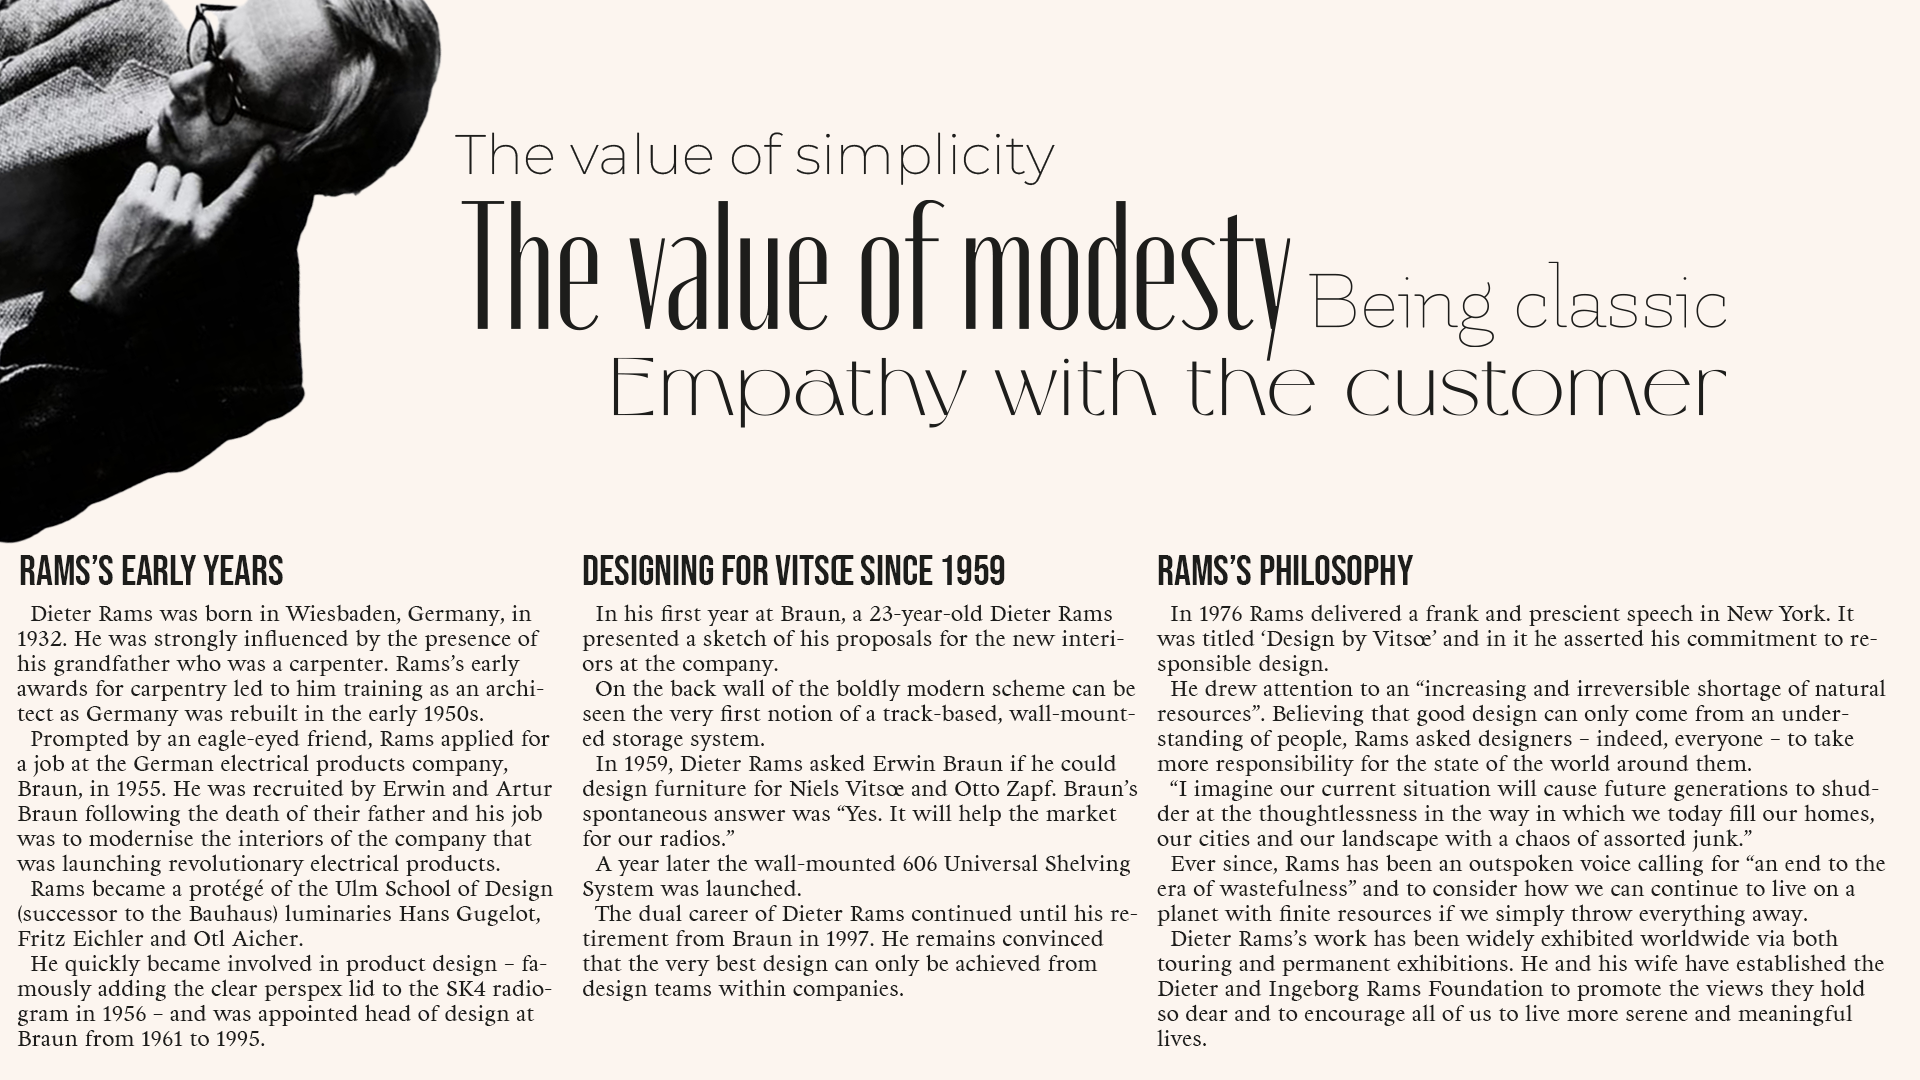 The value of simplicity
The value of modesty Being classic
Empathy with the customer
RAMS’S EARLY YEARS
Dieter Rams was born in Wiesbaden, Germany, in
1932. He was strongly influenced by the presence of
his grandfather who was a carpenter. Rams’s early
awards for carpentry led to him training as an archi-
tect as Germany was rebuilt in the early 1950s.
Prompted by an eagle-eyed friend, Rams applied for
a job at the German electrical products company,
Braun, in 1955. He was recruited by Erwin and Artur
Braun following the death of their father and his job
was to modernise the interiors of the company that
was launching revolutionary electrical products.
Rams became a protégé of the Ulm School of Design
(successor to the Bauhaus) luminaries Hans Gugelot,
Fritz Eichler and Otl Aicher.
He quickly became involved in product design – fa-
mously adding the clear perspex lid to the SK4 radio-
gram in 1956 – and was appointed head of design at
Braun from 1961 to 1995.
DESIGNING FOR VITSŒ SINCE 1959
In his first year at Braun, a 23-year-old Dieter Rams
presented a sketch of his proposals for the new interi-
ors at the company.
On the back wall of the boldly modern scheme can be
seen the very first notion of a track-based, wall-mount-
ed storage system.
In 1959, Dieter Rams asked Erwin Braun if he could
design furniture for Niels Vitsœ and Otto Zapf. Braun’s
spontaneous answer was “Yes. It will help the market
for our radios.”
A year later the wall-mounted 606 Universal Shelving
System was launched.
The dual career of Dieter Rams continued until his re-
tirement from Braun in 1997. He remains convinced
that the very best design can only be achieved from
design teams within companies.
RAMS’S PHILOSOPHY
In 1976 Rams delivered a frank and prescient speech in New York. It
was titled ‘Design by Vitsœ’ and in it he asserted his commitment to re-
sponsible design.
He drew attention to an “increasing and irreversible shortage of natural
resources”. Believing that good design can only come from an under-
standing of people, Rams asked designers – indeed, everyone – to take
more responsibility for the state of the world around them.
“I imagine our current situation will cause future generations to shud-
der at the thoughtlessness in the way in which we today fill our homes,
our cities and our landscape with a chaos of assorted junk.”
Ever since, Rams has been an outspoken voice calling for “an end to the
era of wastefulness” and to consider how we can continue to live on a
planet with finite resources if we simply throw everything away.
Dieter Rams’s work has been widely exhibited worldwide via both
touring and permanent exhibitions. He and his wife have established the
Dieter and Ingeborg Rams Foundation to promote the views they hold
so dear and to encourage all of us to live more serene and meaningful
lives.